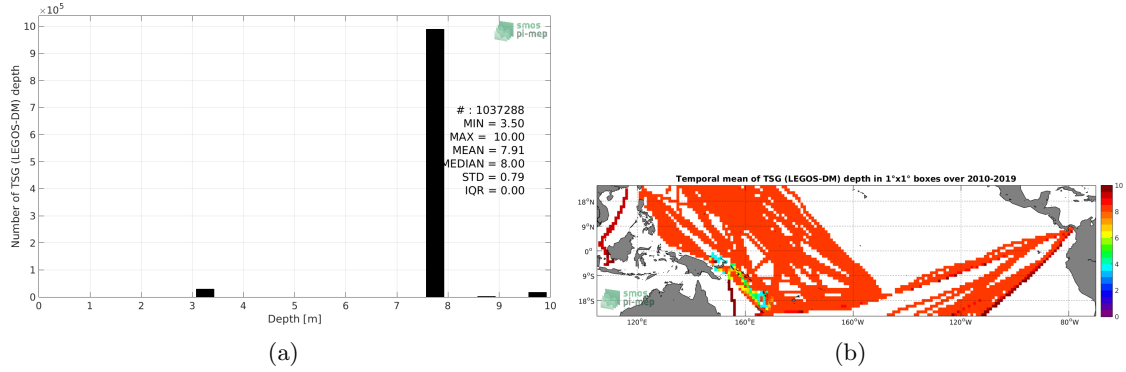 ×10⁵
smos
pi-mep
10
9
8
7
6
5
4
3
2
1
0
Number of TSG (LEGOS-DM) depth
# : 1037288
MIN = 3.50
MAX = 10.00
MEAN = 7.91
MEDIAN = 8.00
STD = 0.79
IQR = 0.00
0 1 2 3 4 5 6 7 8 9 10
Depth [m]
(a)
Temporal mean of TSG (LEGOS-DM) depth in 1°x1° boxes over 2010-2019
18°N
9°N
0°
9°S
18°S
smos
pi-mep
120°E 160°E 160°W 120°W 80°W
10
8
6
4
2
0
(b)